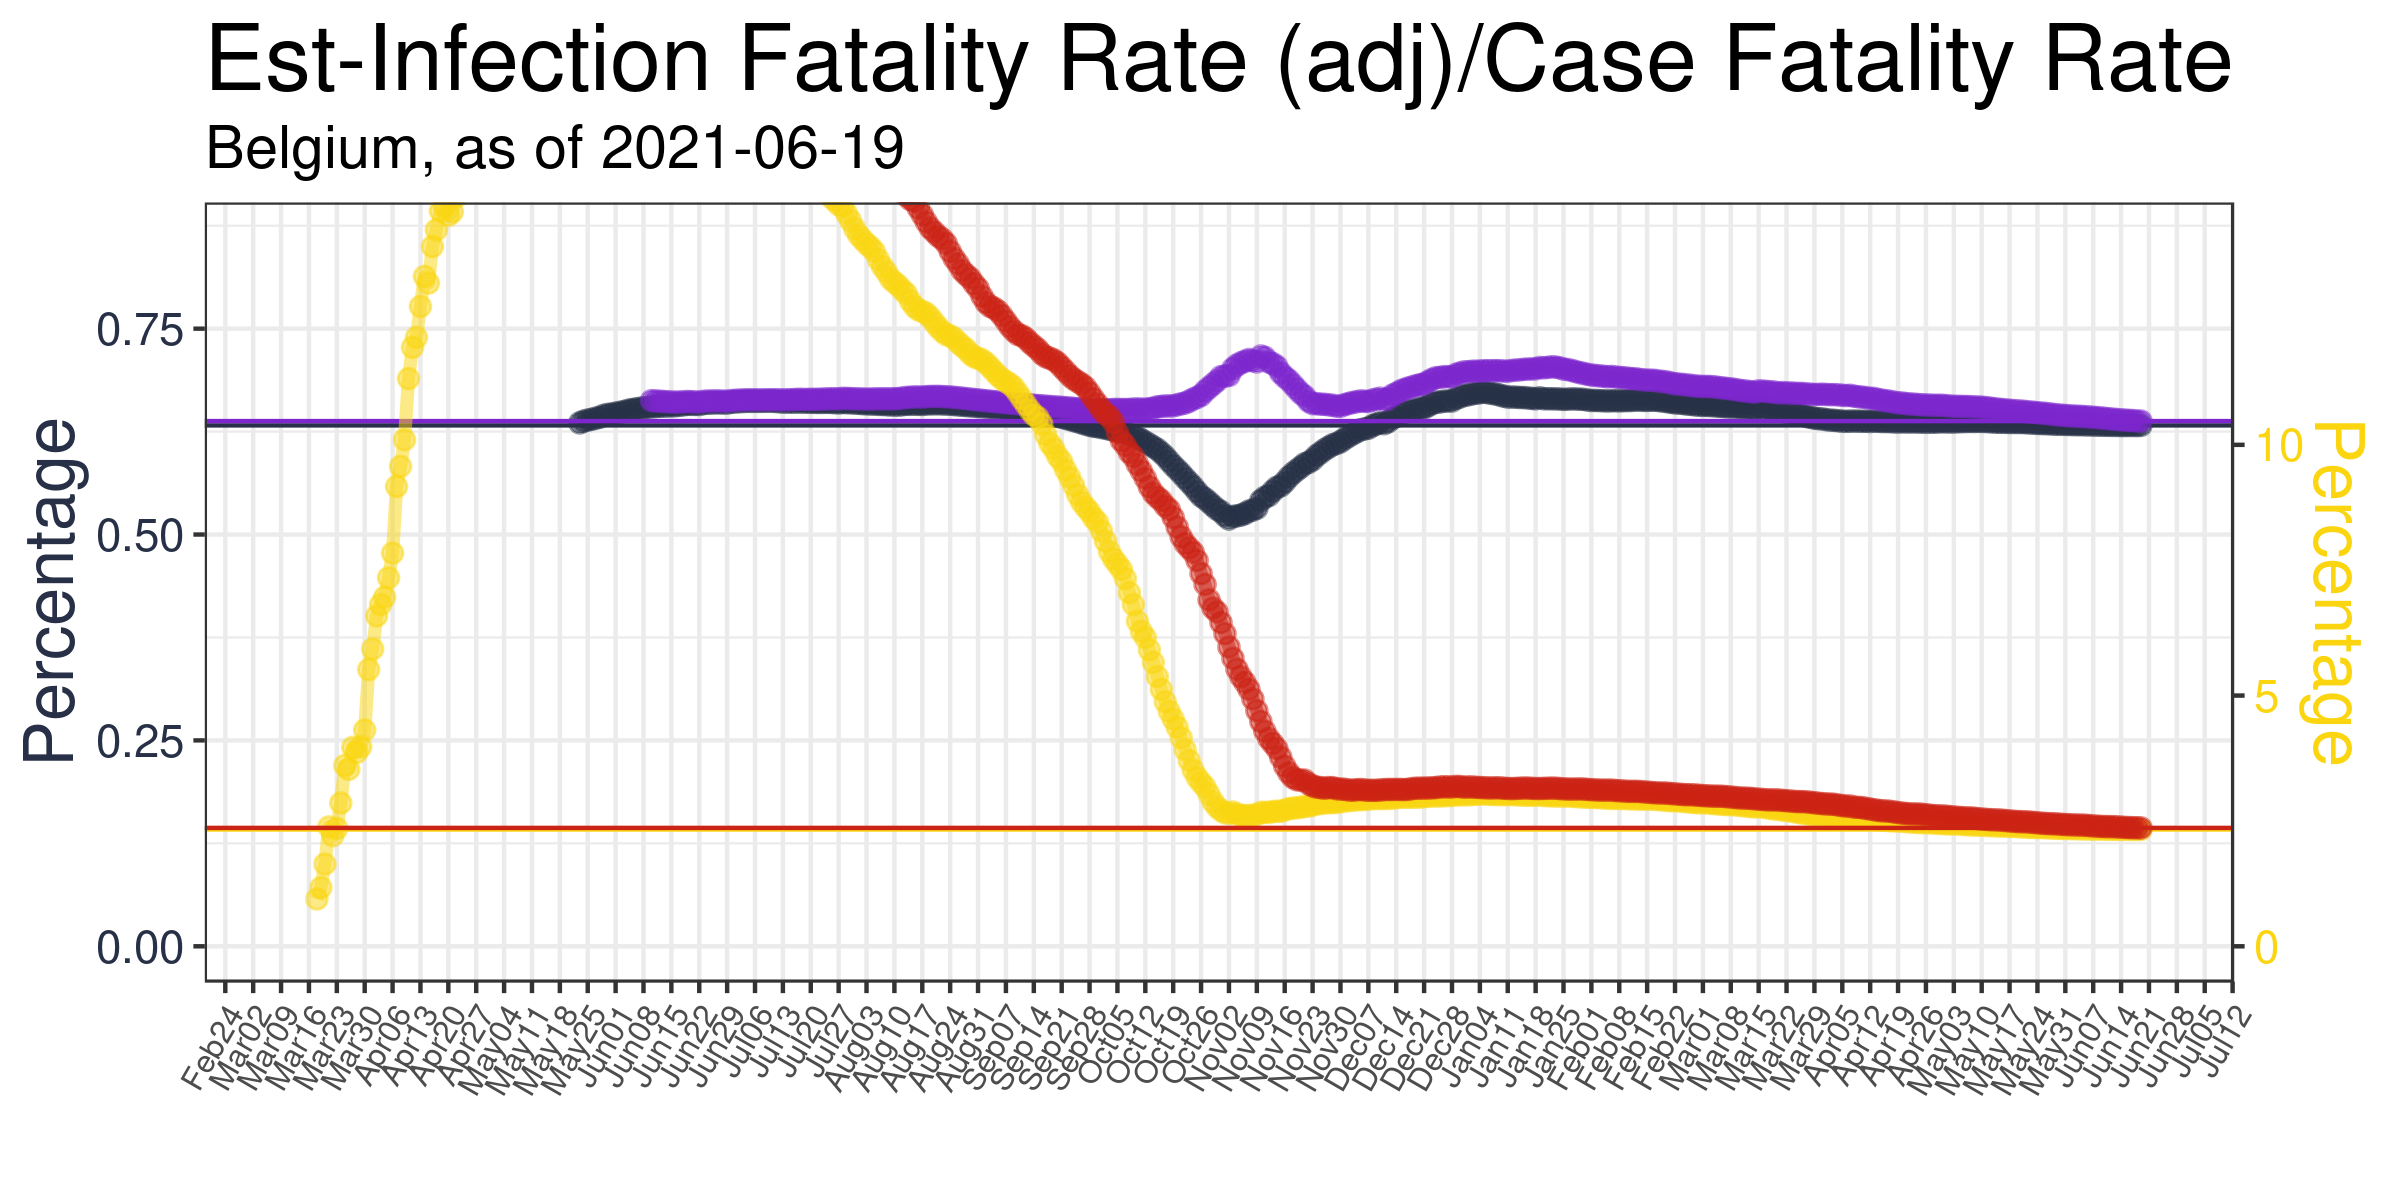 Est-Infection Fatality Rate (adj)/Case Fatality Rate
Belgium, as of 2021-06-19
Percentage
0.75
0.50
0.25
0.00
10
5
0
Percentage
Feb24
Mar02
Mar09
Mar16
Mar23
Mar30
Apr06
Apr13
Apr20
Apr27
May04
May11
May18
May25
Jun01
Jun08
Jun15
Jun22
Jun29
Jul06
Jul13
Jul20
Jul27
Aug03
Aug10
Aug17
Aug24
Aug31
Sep07
Sep14
Sep21
Sep28
Oct05
Oct12
Oct19
Oct26
Nov02
Nov09
Nov16
Nov23
Nov30
Dec07
Dec14
Dec21
Dec28
Jan04
Jan11
Jan18
Jan25
Feb01
Feb08
Feb15
Feb22
Mar01
Mar08
Mar15
Mar22
Mar29
Apr05
Apr12
Apr19
Apr26
May03
May10
May17
May24
May31
Jun07
Jun14
Jun21
Jun28
Jul05
Jul12